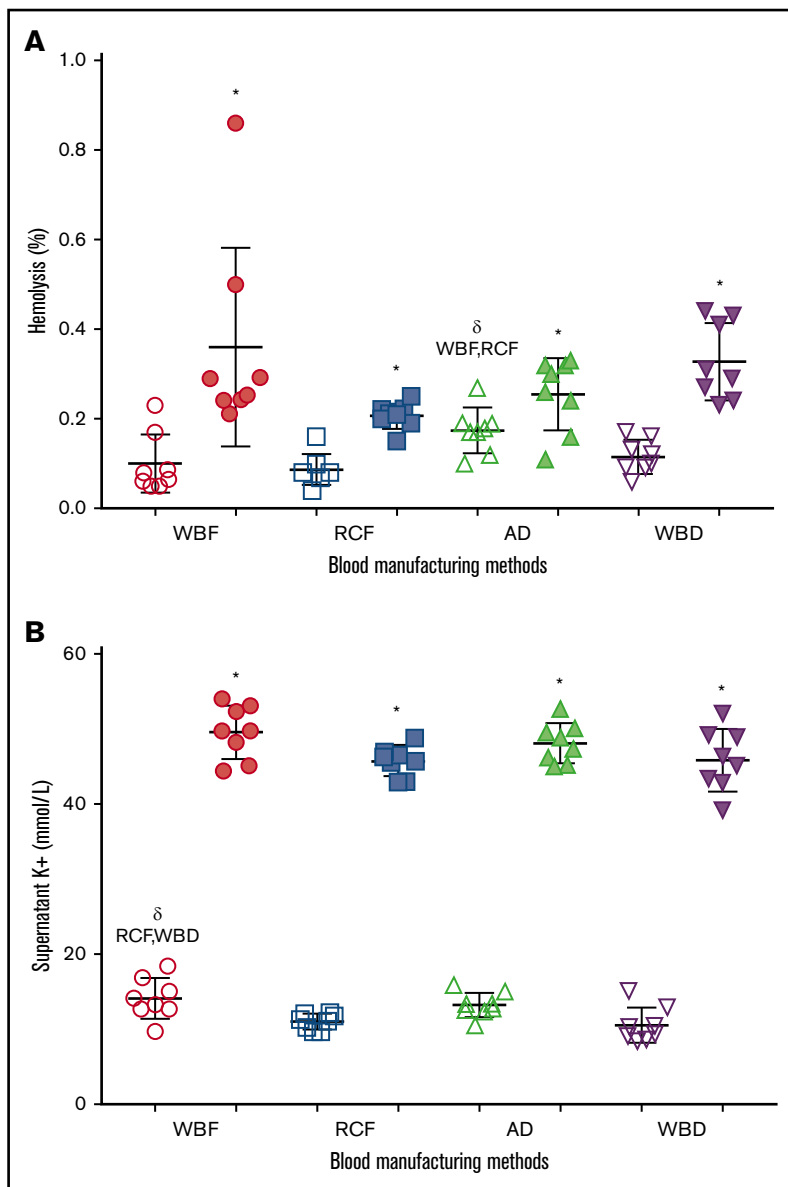 A
1.0
0.8
0.6
0.4
0.2
0.0
Hemolysis (%)
*
*
δ
WBF,RCF
*
*
WBF
RCF
AD
WBD
Blood manufacturing methods
B
60
40
20
0
Supernatant K+ (mmol/L)
*
*
*
*
δ
RCF,WBD
WBF
RCF
AD
WBD
Blood manufacturing methods